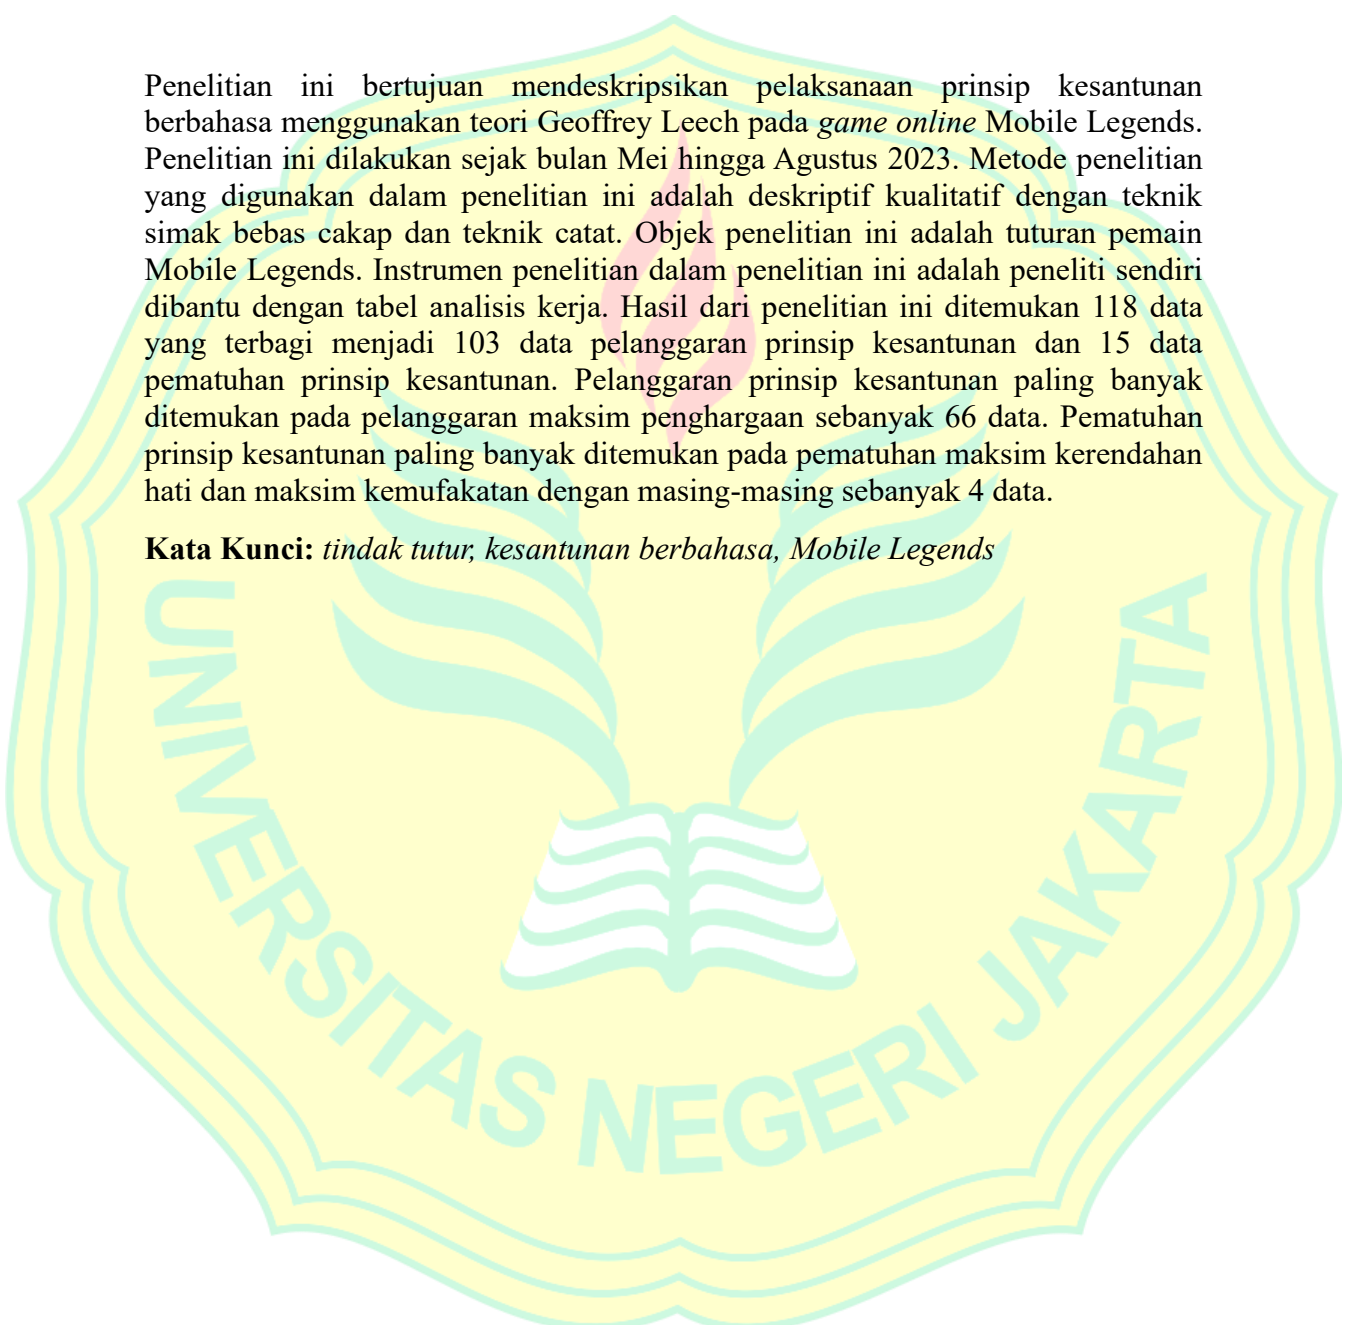 Penelitian ini bertujuan mendeskripsikan pelaksanaan prinsip kesantunan
berbahasa menggunakan teori Geoffrey Leech pada game online Mobile Legends.
Penelitian ini dilakukan sejak bulan Mei hingga Agustus 2023. Metode penelitian
yang digunakan dalam penelitian ini adalah deskriptif kualitatif dengan teknik
simak bebas cakap dan teknik catat. Objek penelitian ini adalah tuturan pemain
Mobile Legends. Instrumen penelitian dalam penelitian ini adalah peneliti sendiri
dibantu dengan tabel analisis kerja. Hasil dari penelitian ini ditemukan 118 data
yang terbagi menjadi 103 data pelanggaran prinsip kesantunan dan 15 data
pematuhan prinsip kesantunan. Pelanggaran prinsip kesantunan paling banyak
ditemukan pada pelanggaran maksim penghargaan sebanyak 66 data. Pematuhan
prinsip kesantunan paling banyak ditemukan pada pematuhan maksim kerendahan
hati dan maksim kemufakatan dengan masing-masing sebanyak 4 data.
Kata Kunci: tindak tutur, kesantunan berbahasa, Mobile Legends
UNIVERSITAS NEGERI JAKARTA